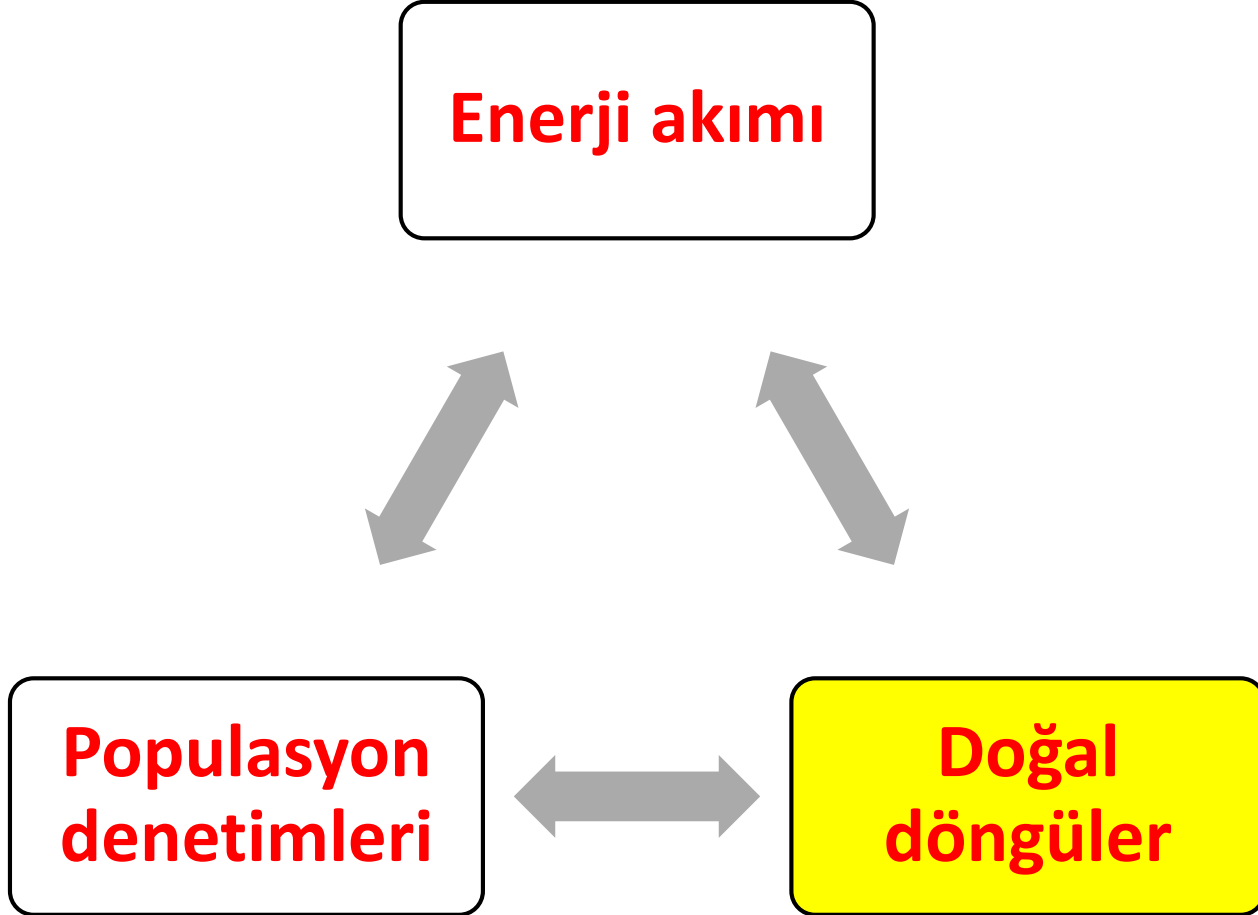 Enerji akımı
Populasyon
denetimleri
Doğal
döngüler